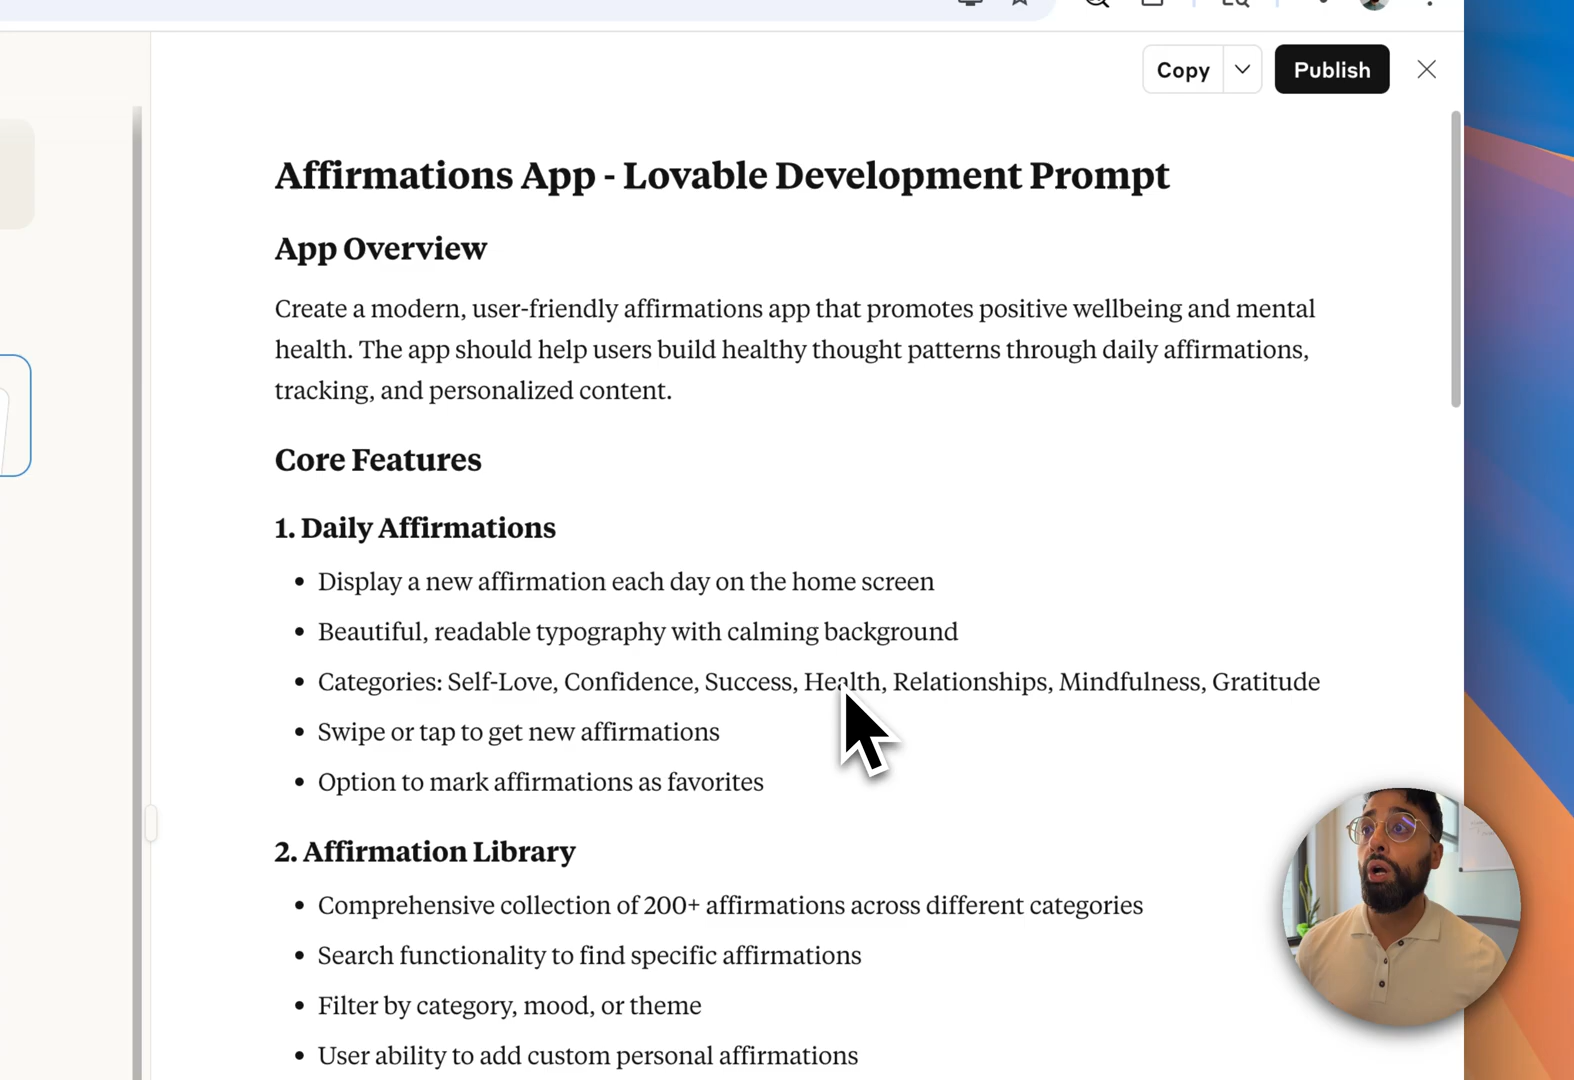 Copy
Publish
Affirmations App - Lovable Development Prompt
App Overview
Create a modern, user-friendly affirmations app that promotes positive wellbeing and mental
health. The app should help users build healthy thought patterns through daily affirmations,
tracking, and personalized content.
Core Features
1. Daily Affirmations
• Display a new affirmation each day on the home screen
• Beautiful, readable typography with calming background
• Categories: Self-Love, Confidence, Success, Health, Relationships, Mindfulness, Gratitude
• Swipe or tap to get new affirmations
• Option to mark affirmations as favorites
2. Affirmation Library
• Comprehensive collection of 200+ affirmations across different categories
• Search functionality to find specific affirmations
• Filter by category, mood, or theme
• User ability to add custom personal affirmations